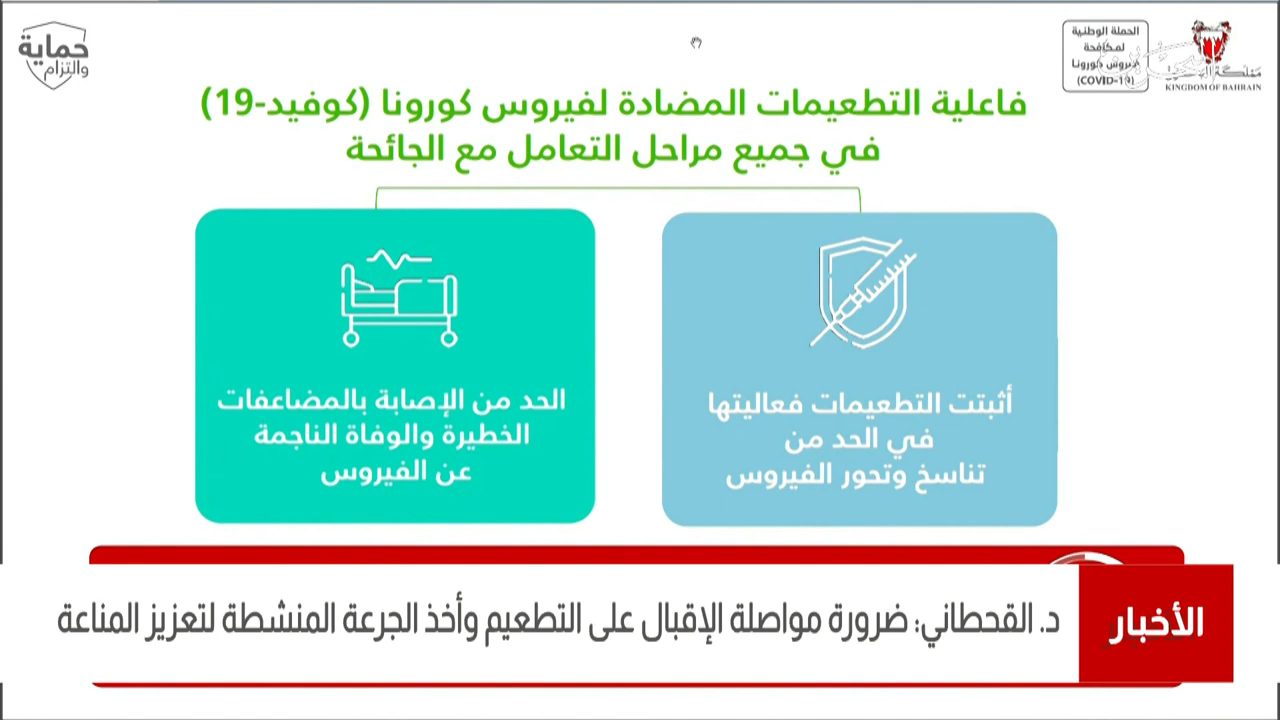 حماية
والتزام
الحملة الوطنية
لمكافحة
فيروس كورونا
(COVID-19)
مملكة البحرين
KINGDOM OF BAHRAIN
فاعلية التطعيمات المضادة لفيروس كورونا (كوفيد-19)
في جميع مراحل التعامل مع الجائحة
أثبتت التطعيمات فعاليتها
في الحد من
تناسخ وتحور الفيروس
الحد من الإصابة بالمضاعفات
الخطيرة والوفاة الناجمة
عن الفيروس
الأخبار
د. القحطاني: ضرورة مواصلة الإقبال على التطعيم وأخذ الجرعة المنشطة لتعزيز المناعة